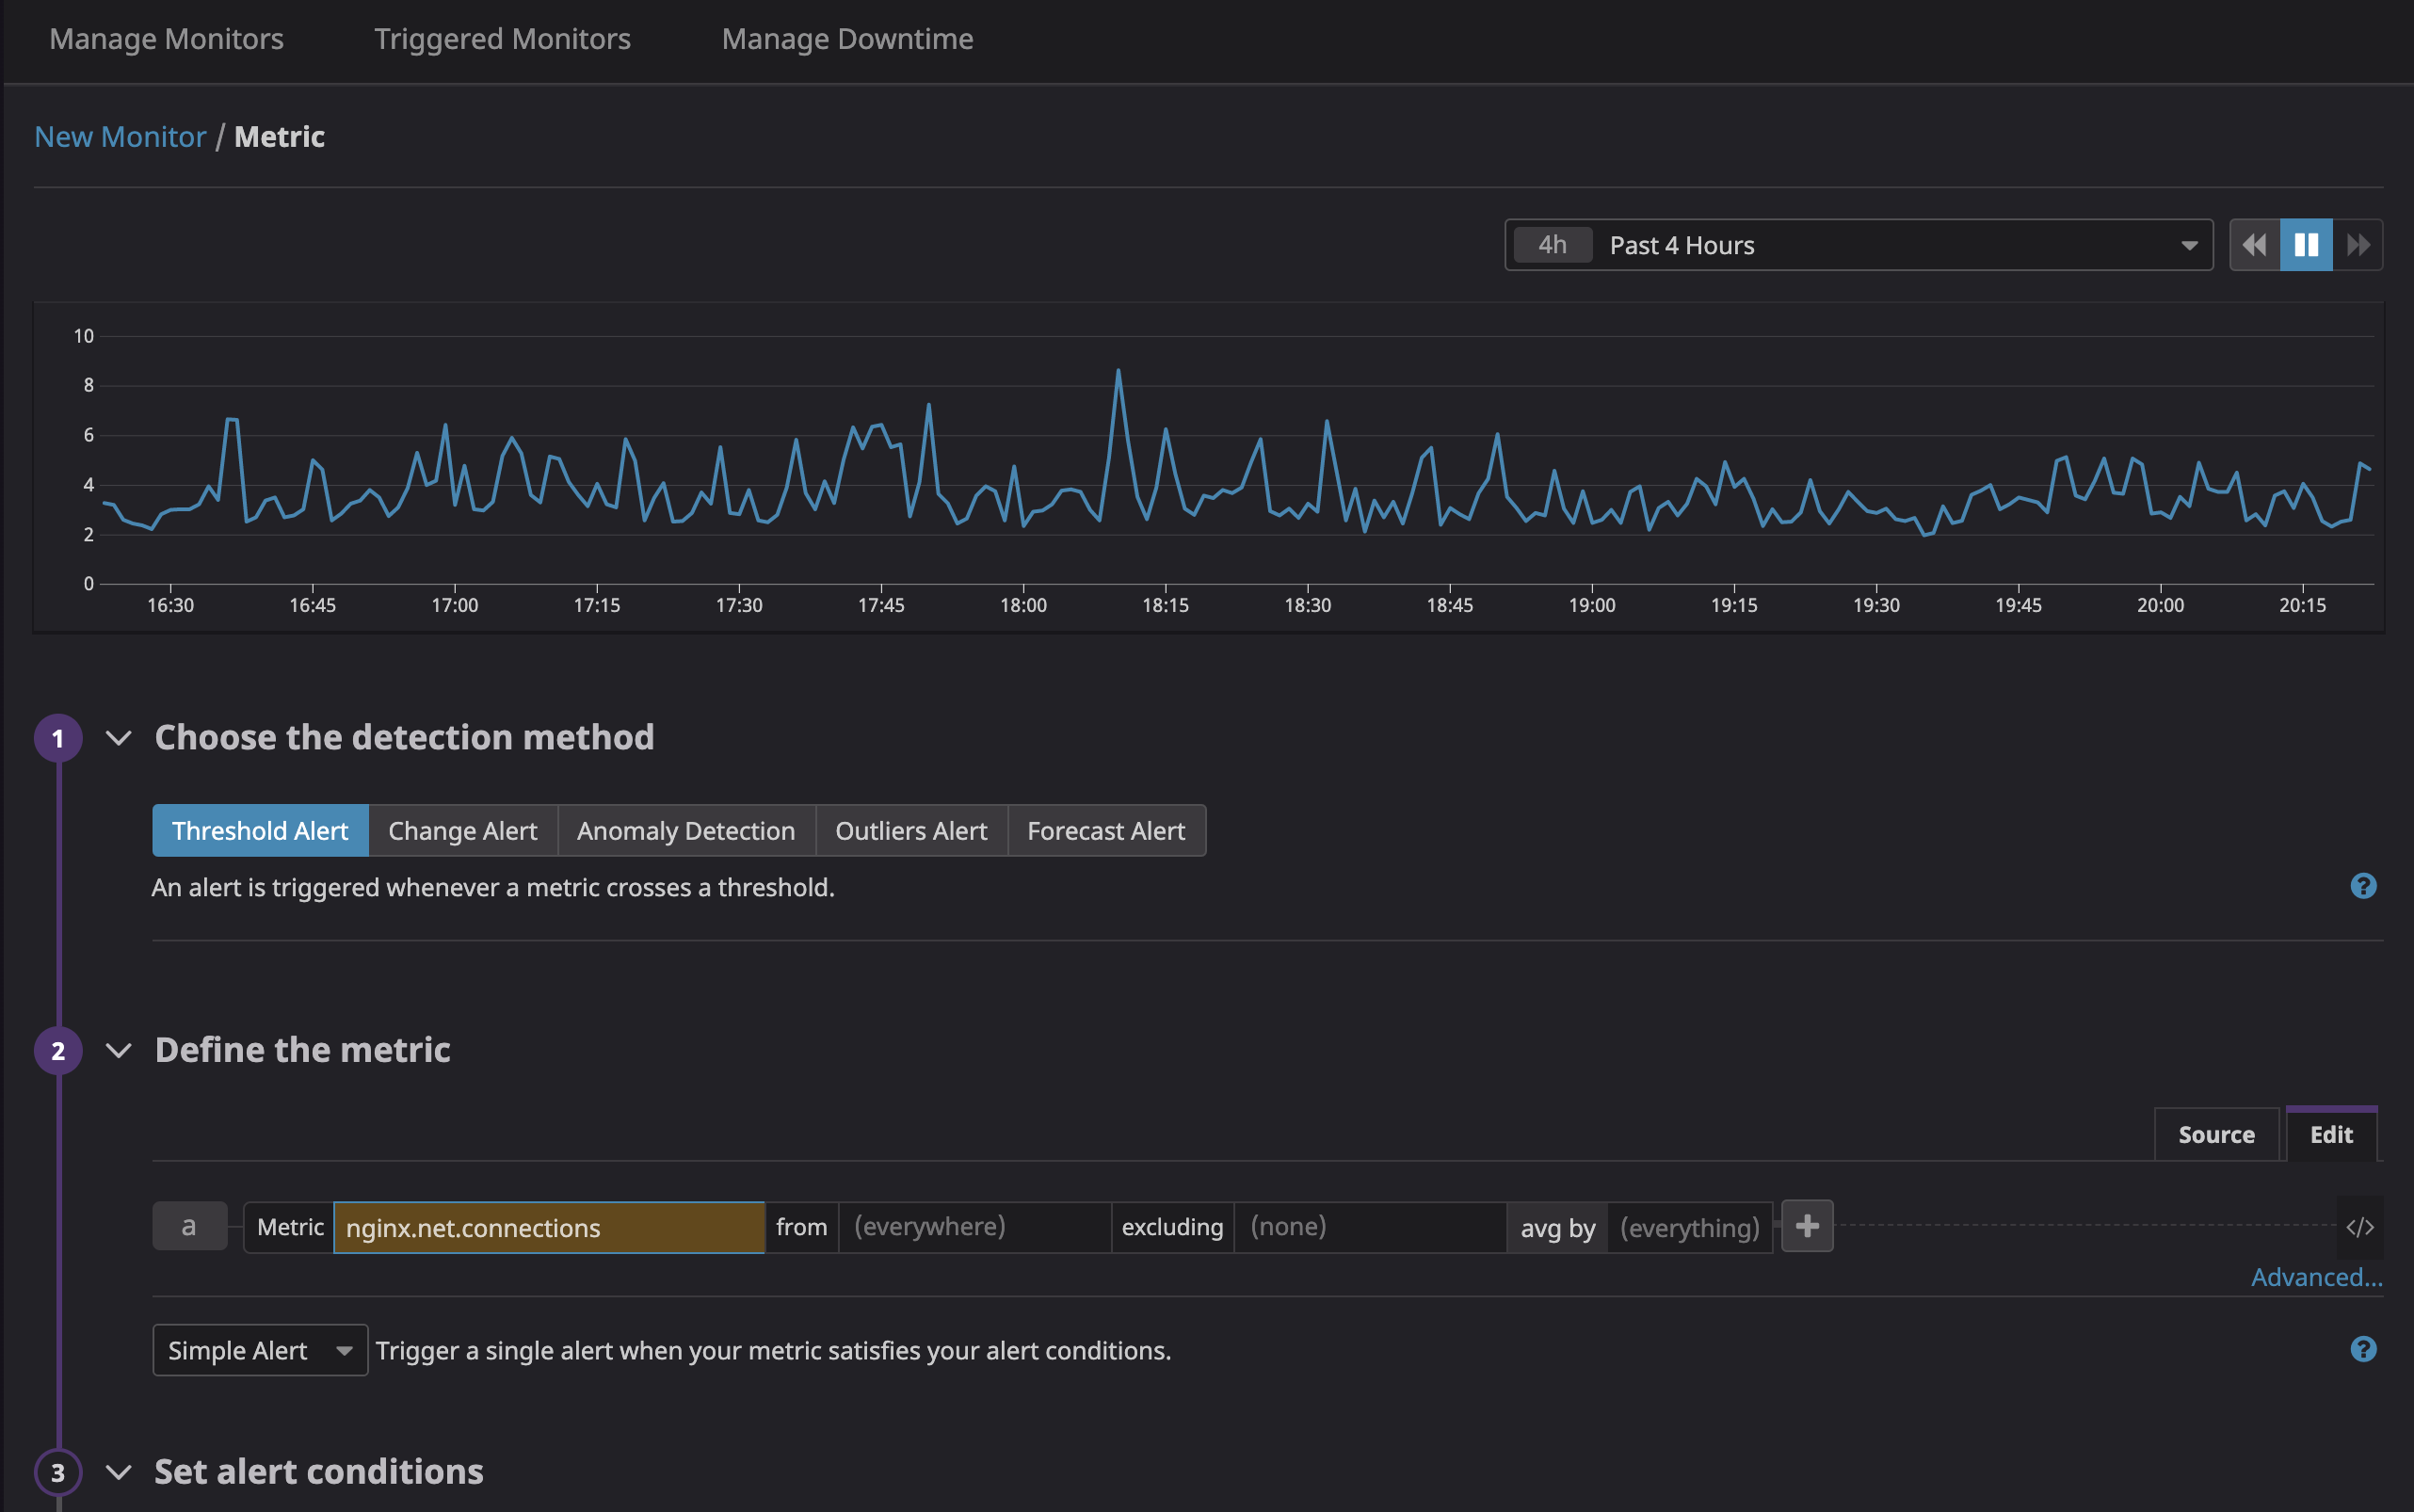 Manage Monitors Triggered Monitors Manage Downtime
New Monitor / Metric
4h Past 4 Hours
10
8
6
4
2
0
16:30 16:45 17:00 17:15 17:30 17:45 18:00 18:15 18:30 18:45 19:00 19:15 19:30 19:45 20:00 20:15
1 Choose the detection method
Threshold Alert Change Alert Anomaly Detection Outliers Alert Forecast Alert
An alert is triggered whenever a metric crosses a threshold. ?
2 Define the metric
Source Edit
a Metric nginx.net.connections from (everywhere) excluding (none) avg by (everything) + </>
Advanced...
Simple Alert Trigger a single alert when your metric satisfies your alert conditions. ?
3 Set alert conditions